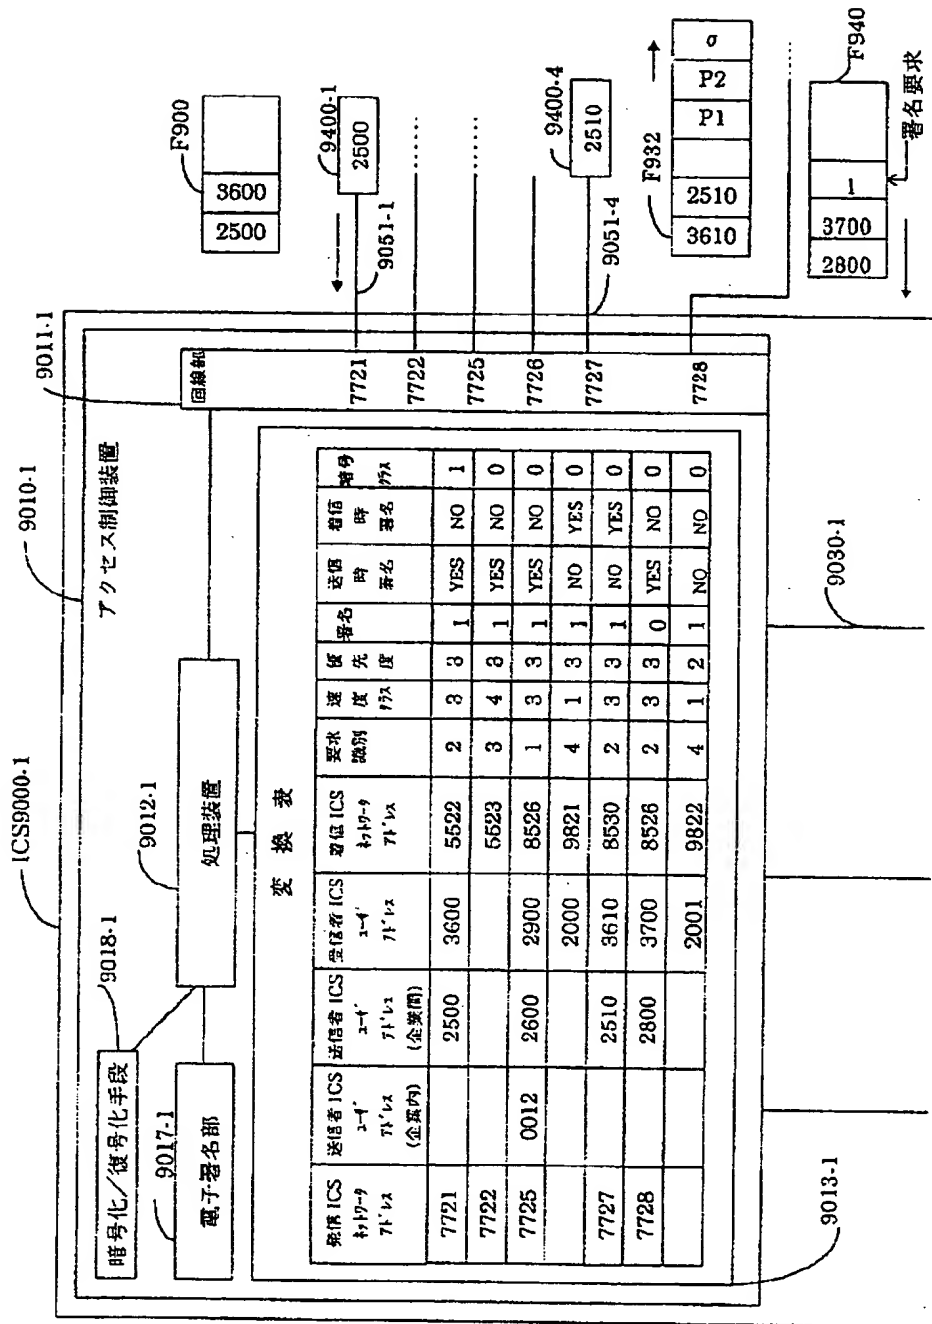 ICS9000-1
9010-1
アクセス制御装置
9011-1
回線部
9018-1
暗号化/復号化手段
9012-1
処理装置
9017-1
電子署名部
変換表
発信ICS ネットワーク アドレス
送信者ICS ユーザ アドレス (企業内)
送信者ICS ユーザ アドレス (企業間)
受信者ICS ユーザ アドレス
着信ICS ネットワーク アドレス
要求 識別
速度 クラス
優先度
署名
送信時 署名
着信時 署名
暗号 クラス
7721 2500 3600 5522 2 3 3 1 YES NO 1
7722 5523 3 4 3 1 YES NO 0
7725 0012 2600 2900 8526 1 3 3 1 YES NO 0
2000 9821 4 1 3 1 NO YES 0
7727 2510 3610 8530 2 3 3 1 NO YES 0
7728 2800 3700 8526 2 3 3 0 YES NO 0
2001 9822 4 1 2 1 NO NO 0
9013-1
9030-1
7721
7722
7725
7726
7727
7728
F900
2500 3600
9400-1
2500
9051-1
9400-4
2510
9051-4
F932
3610 2510 P1 P2 σ
F940
2800 3700 1
署名要求